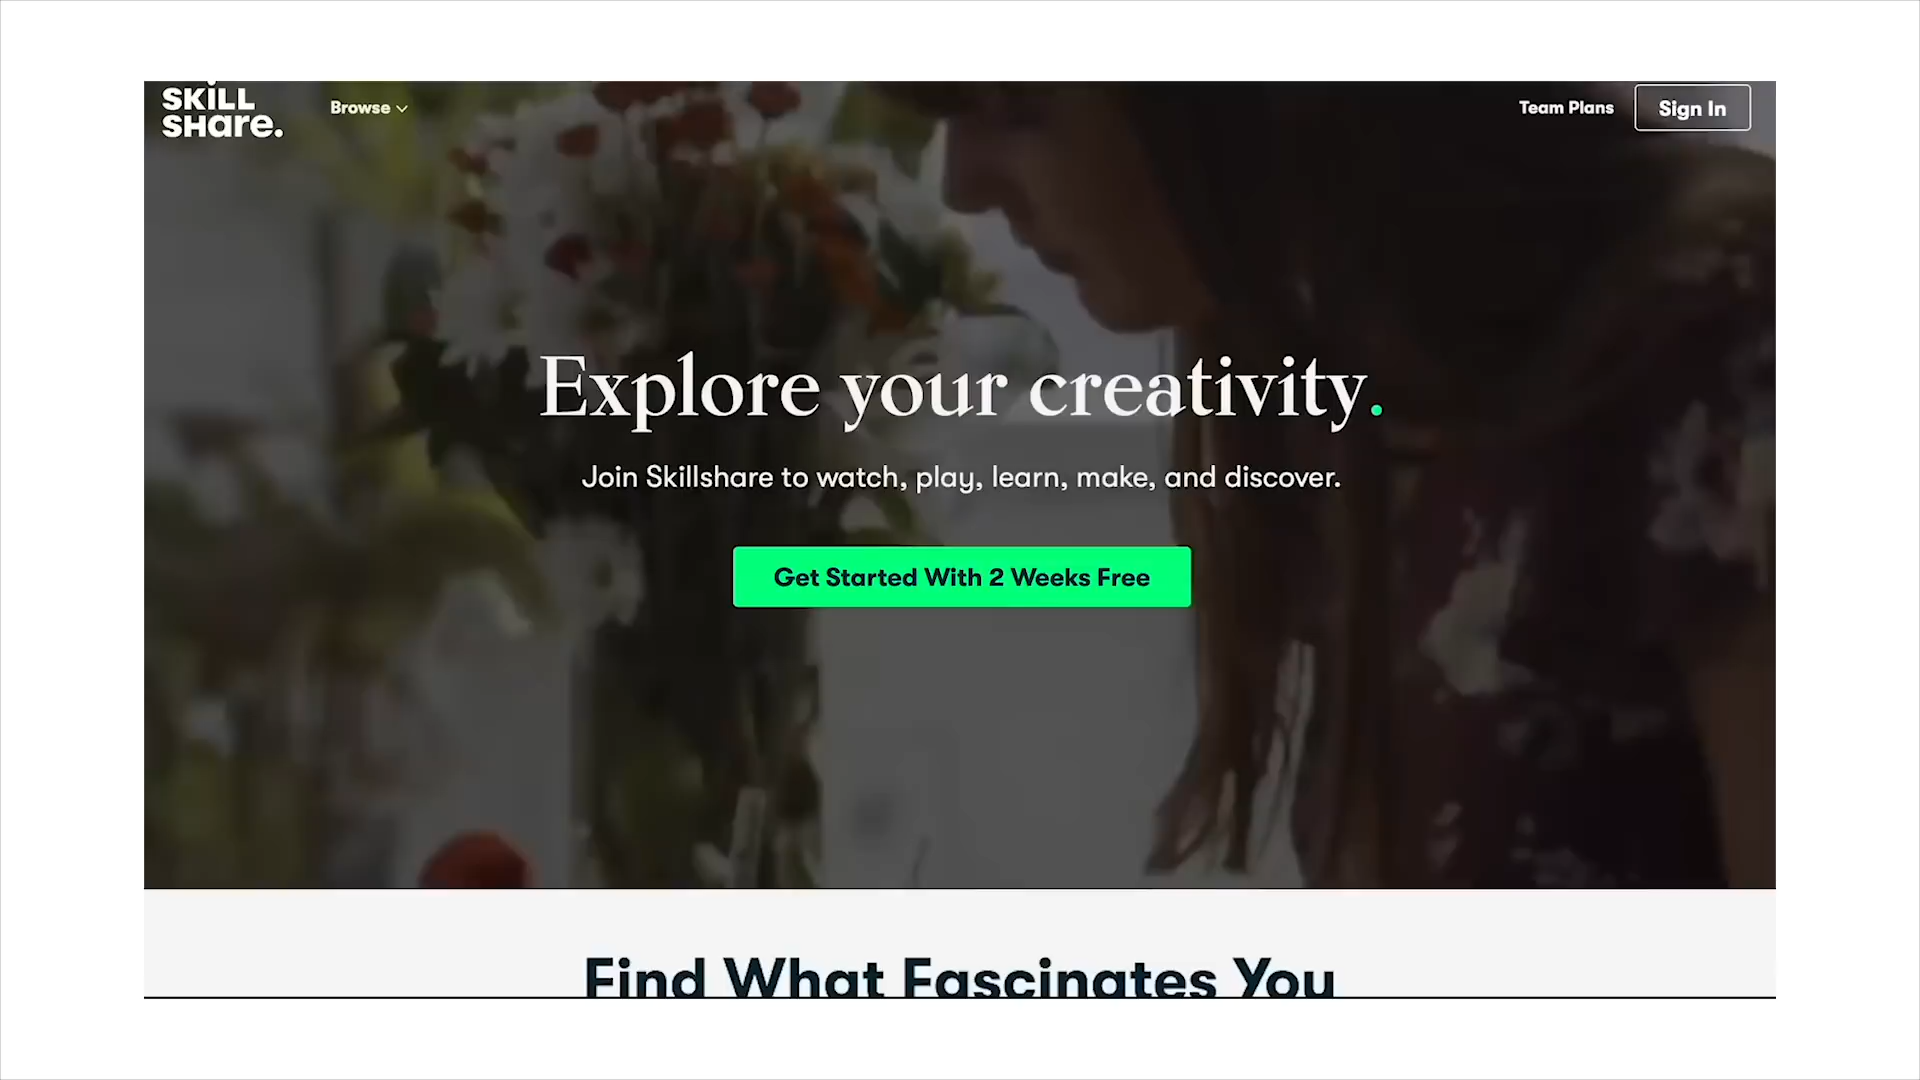 SKILL
SHare.
Browse
Team Plans
Sign In
Explore your creativity.
Join Skillshare to watch, play, learn, make, and discover.
Get Started With 2 Weeks Free
Find What Fascinates You